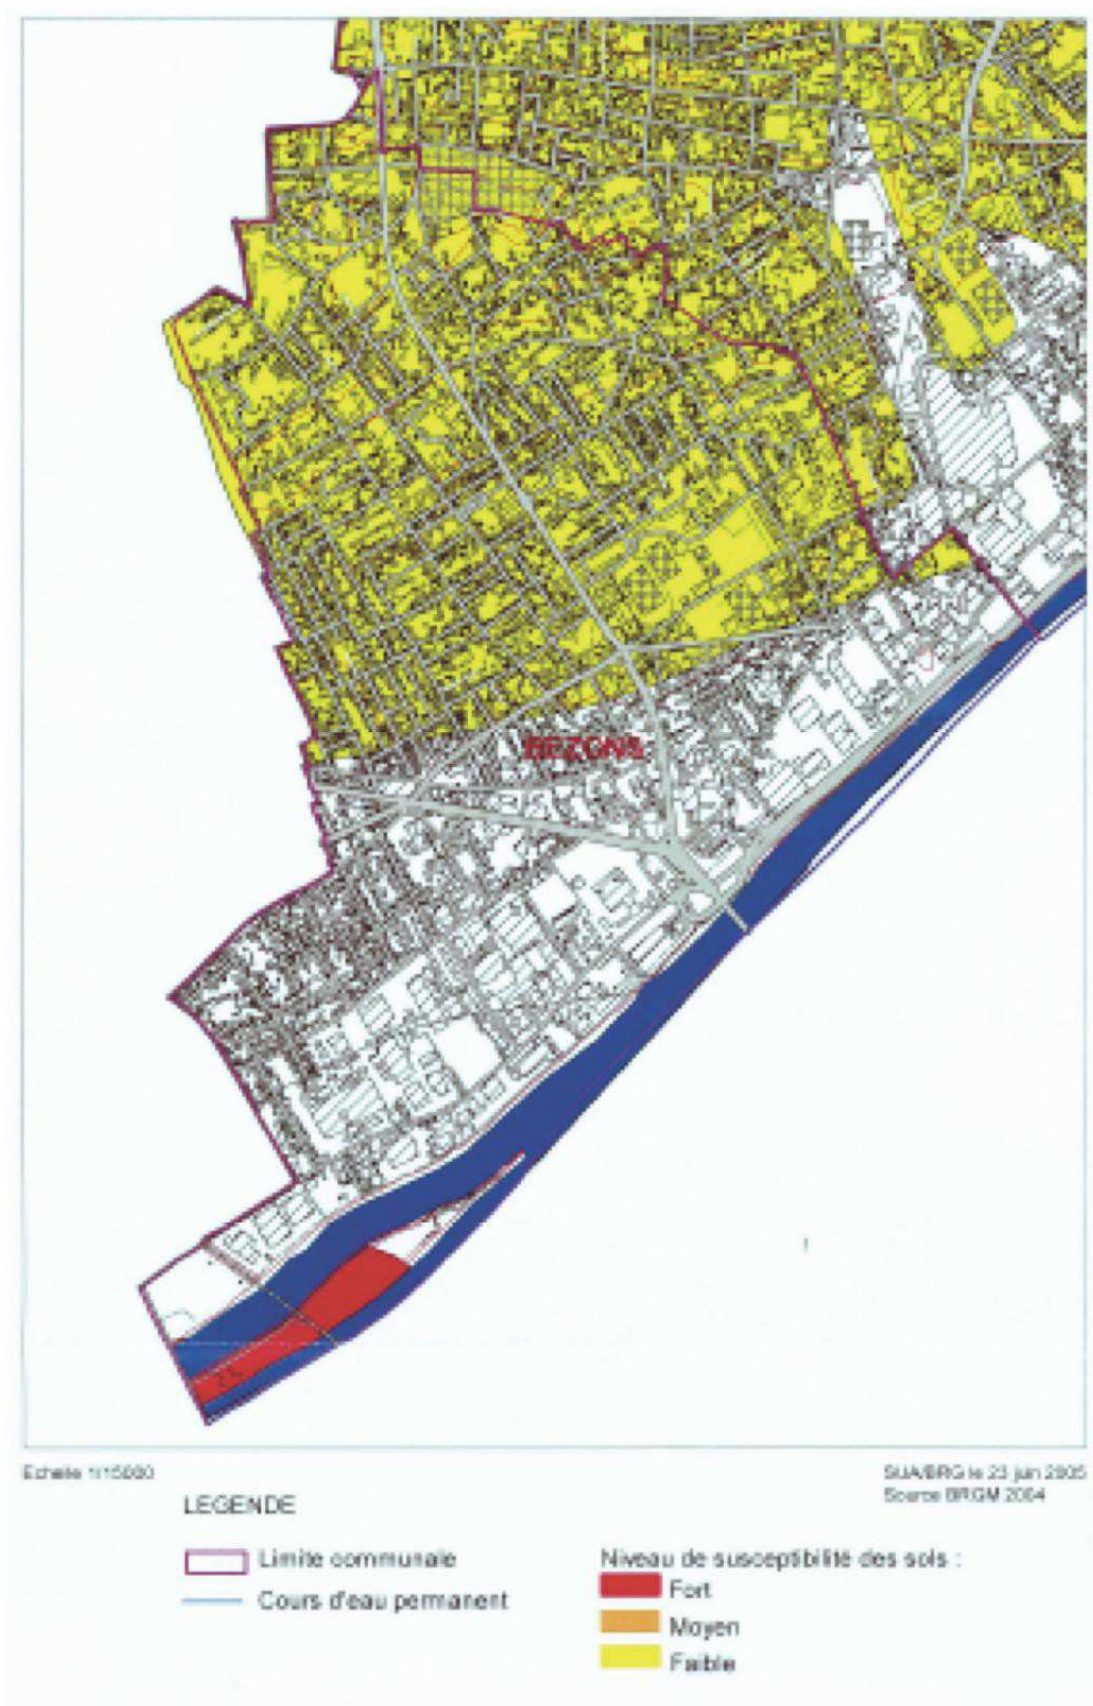 BEZONS
Echelle 1/15000
SUA/BRG le 23 juin 2005
Source BRGM 2004
LEGENDE
Limite communale
Cours d'eau permanent
Niveau de susceptibilité des sols :
Fort
Moyen
Faible